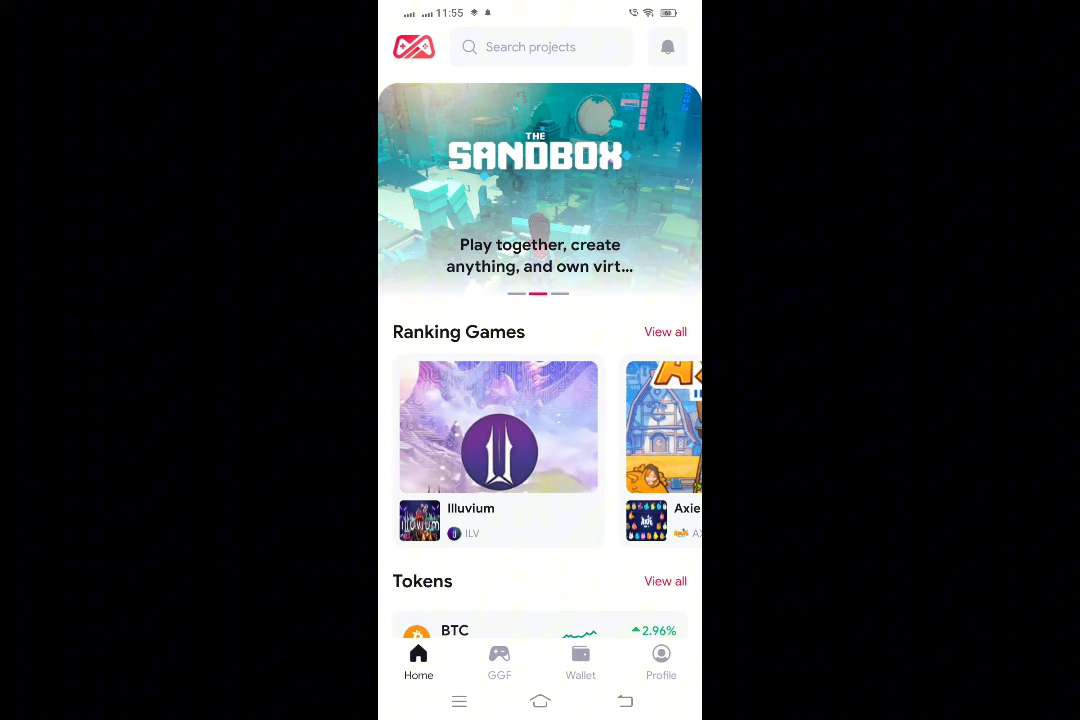 11:55
Search projects
THE
SANDBOX
Play together, create
anything, and own virt...
Ranking Games
View all
Illuvium
ILV
Axie
Tokens
View all
BTC
2.96%
Home
GGF
Wallet
Profile